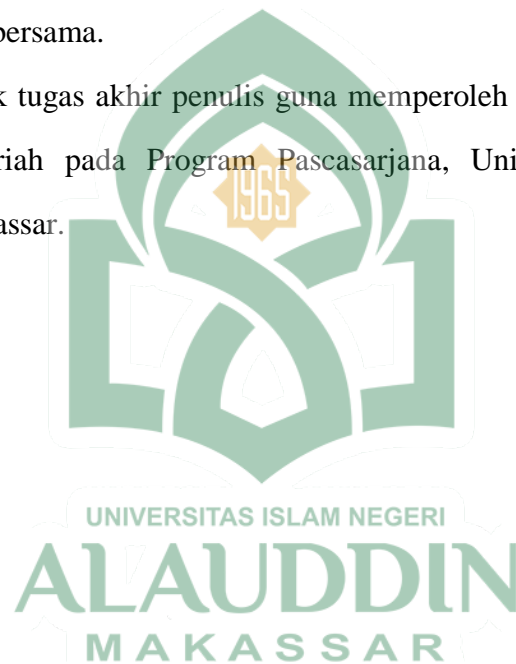 bersama.
k tugas akhir penulis guna memperoleh
riah pada Program Pascasarjana, Uni
assar.
1965
UNIVERSITAS ISLAM NEGERI
ALAUDDIN
MAKASSAR